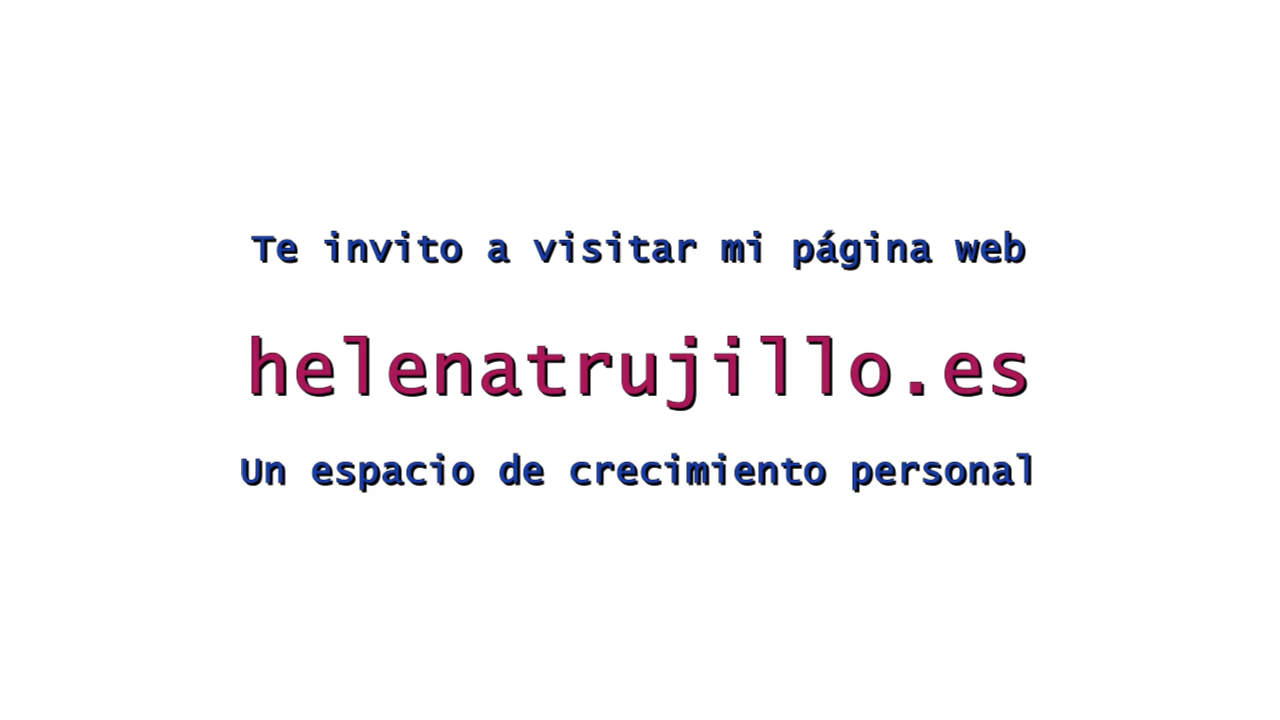 Te invito a visitar mi página web
helenatrujillo.es
Un espacio de crecimiento personal